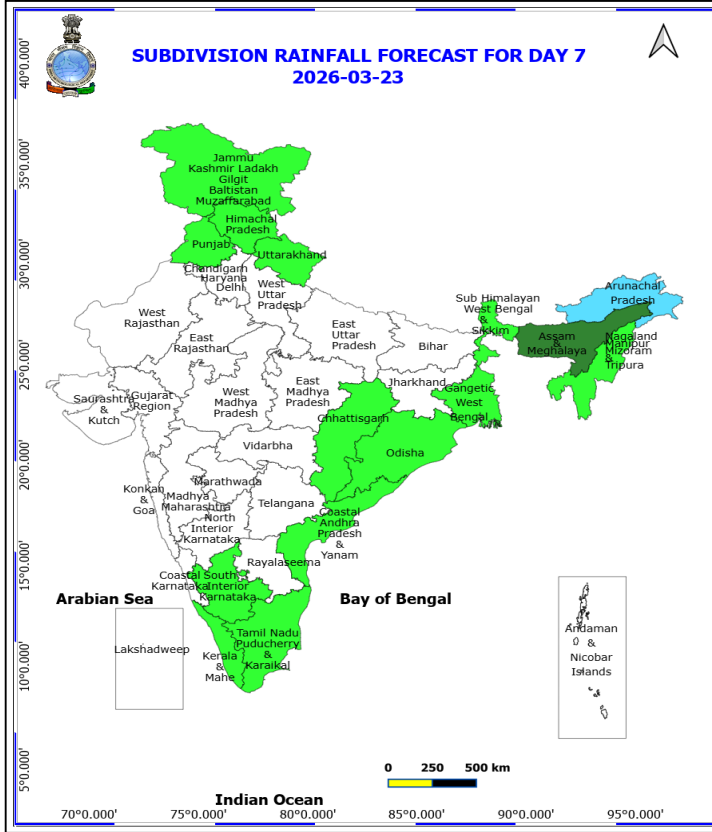 SUBDIVISION RAINFALL FORECAST FOR DAY 7
2026-03-23
40°0.000'
35°0.000'
30°0.000'
25°0.000'
20°0.000'
15°0.000'
10°0.000'
5°0.000'
Jammu
Kashmir Ladakh
Gilgit
Baltistan
Muzaffarabad
Himachal
Pradesh
Punjab
Uttarakhand
Chandigarh
Haryana
Delhi
West
Uttar
Pradesh
West
Rajasthan
East
Rajasthan
East
Uttar
Pradesh
Bihar
Sub Himalayan
West Bengal
&
Sikkim
Arunachal
Pradesh
Assam
&
Meghalaya
Nagaland
Manipur
Mizoram
&
Tripura
Saurashtra
&
Kutch
Gujarat
Region
West
Madhya
Pradesh
East
Madhya
Pradesh
Jharkhand
Gangetic
West
Bengal
Chhattisgarh
Odisha
Vidarbha
Konkan
&
Goa
Marathwada
Madhya
Maharashtra
Telangana
North
Interior
Karnataka
Coastal
Andhra
Pradesh
&
Yanam
Rayalaseema
Coastal
Karnataka
South
Interior
Karnataka
Arabian Sea
Bay of Bengal
Lakshadweep
Kerala
&
Mahe
Tamil Nadu
Puducherry
&
Karaikal
Andaman
&
Nicobar
Islands
0 250 500 km
Indian Ocean
70°0.000' 75°0.000' 80°0.000' 85°0.000' 90°0.000' 95°0.000'